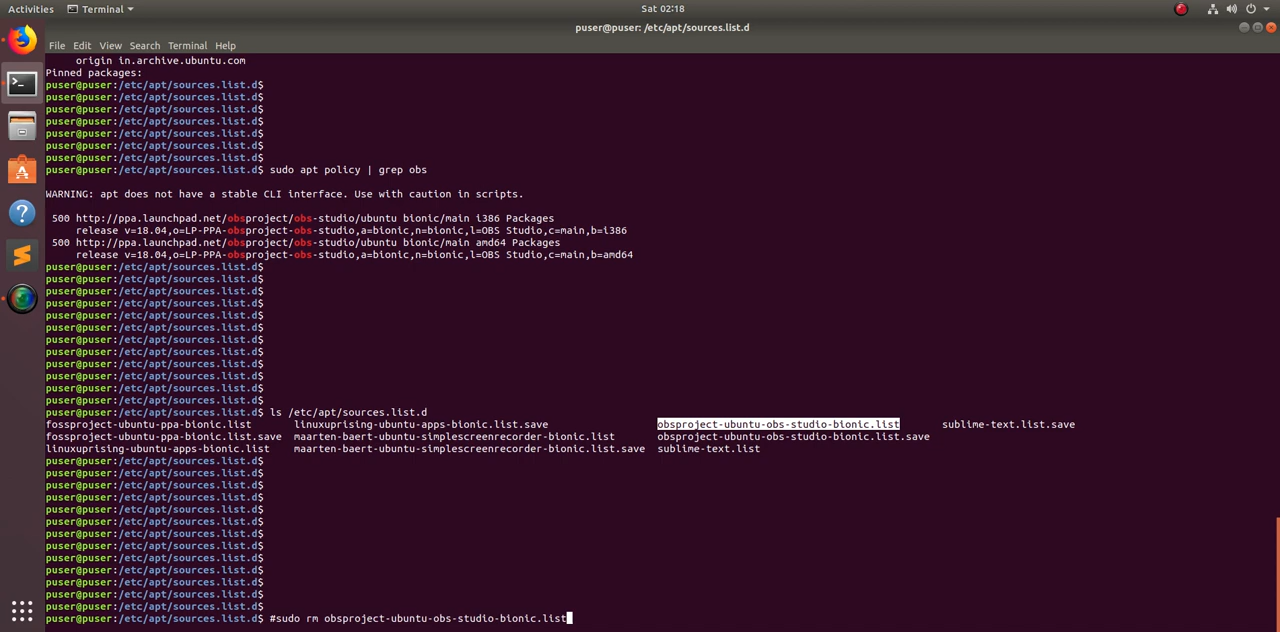 Activities Terminal Sat 02:18
puser@puser: /etc/apt/sources.list.d
File Edit View Search Terminal Help
origin in.archive.ubuntu.com
Pinned packages:
puser@puser:/etc/apt/sources.list.d$
puser@puser:/etc/apt/sources.list.d$
puser@puser:/etc/apt/sources.list.d$
puser@puser:/etc/apt/sources.list.d$
puser@puser:/etc/apt/sources.list.d$
puser@puser:/etc/apt/sources.list.d$
puser@puser:/etc/apt/sources.list.d$
puser@puser:/etc/apt/sources.list.d$ sudo apt policy | grep obs
WARNING: apt does not have a stable CLI interface. Use with caution in scripts.
500 http://ppa.launchpad.net/obsproject/obs-studio/ubuntu bionic/main i386 Packages
release v=18.04,o=LP-PPA-obsproject-obs-studio,a=bionic,n=bionic,l=OBS Studio,c=main,b=i386
500 http://ppa.launchpad.net/obsproject/obs-studio/ubuntu bionic/main amd64 Packages
release v=18.04,o=LP-PPA-obsproject-obs-studio,a=bionic,n=bionic,l=OBS Studio,c=main,b=amd64
puser@puser:/etc/apt/sources.list.d$
puser@puser:/etc/apt/sources.list.d$
puser@puser:/etc/apt/sources.list.d$
puser@puser:/etc/apt/sources.list.d$
puser@puser:/etc/apt/sources.list.d$
puser@puser:/etc/apt/sources.list.d$
puser@puser:/etc/apt/sources.list.d$
puser@puser:/etc/apt/sources.list.d$
puser@puser:/etc/apt/sources.list.d$
puser@puser:/etc/apt/sources.list.d$
puser@puser:/etc/apt/sources.list.d$
puser@puser:/etc/apt/sources.list.d$
puser@puser:/etc/apt/sources.list.d$ ls /etc/apt/sources.list.d
fossproject-ubuntu-ppa-bionic.list linuxuprising-ubuntu-apps-bionic.list.save obsproject-ubuntu-obs-studio-bionic.list sublime-text.list.save
fossproject-ubuntu-ppa-bionic.list.save maarten-baert-ubuntu-simplescreenrecorder-bionic.list obsproject-ubuntu-obs-studio-bionic.list.save
linuxuprising-ubuntu-apps-bionic.list maarten-baert-ubuntu-simplescreenrecorder-bionic.list.save sublime-text.list
puser@puser:/etc/apt/sources.list.d$
puser@puser:/etc/apt/sources.list.d$
puser@puser:/etc/apt/sources.list.d$
puser@puser:/etc/apt/sources.list.d$
puser@puser:/etc/apt/sources.list.d$
puser@puser:/etc/apt/sources.list.d$
puser@puser:/etc/apt/sources.list.d$
puser@puser:/etc/apt/sources.list.d$
puser@puser:/etc/apt/sources.list.d$
puser@puser:/etc/apt/sources.list.d$
puser@puser:/etc/apt/sources.list.d$
puser@puser:/etc/apt/sources.list.d$
puser@puser:/etc/apt/sources.list.d$
puser@puser:/etc/apt/sources.list.d$ #sudo rm obsproject-ubuntu-obs-studio-bionic.list